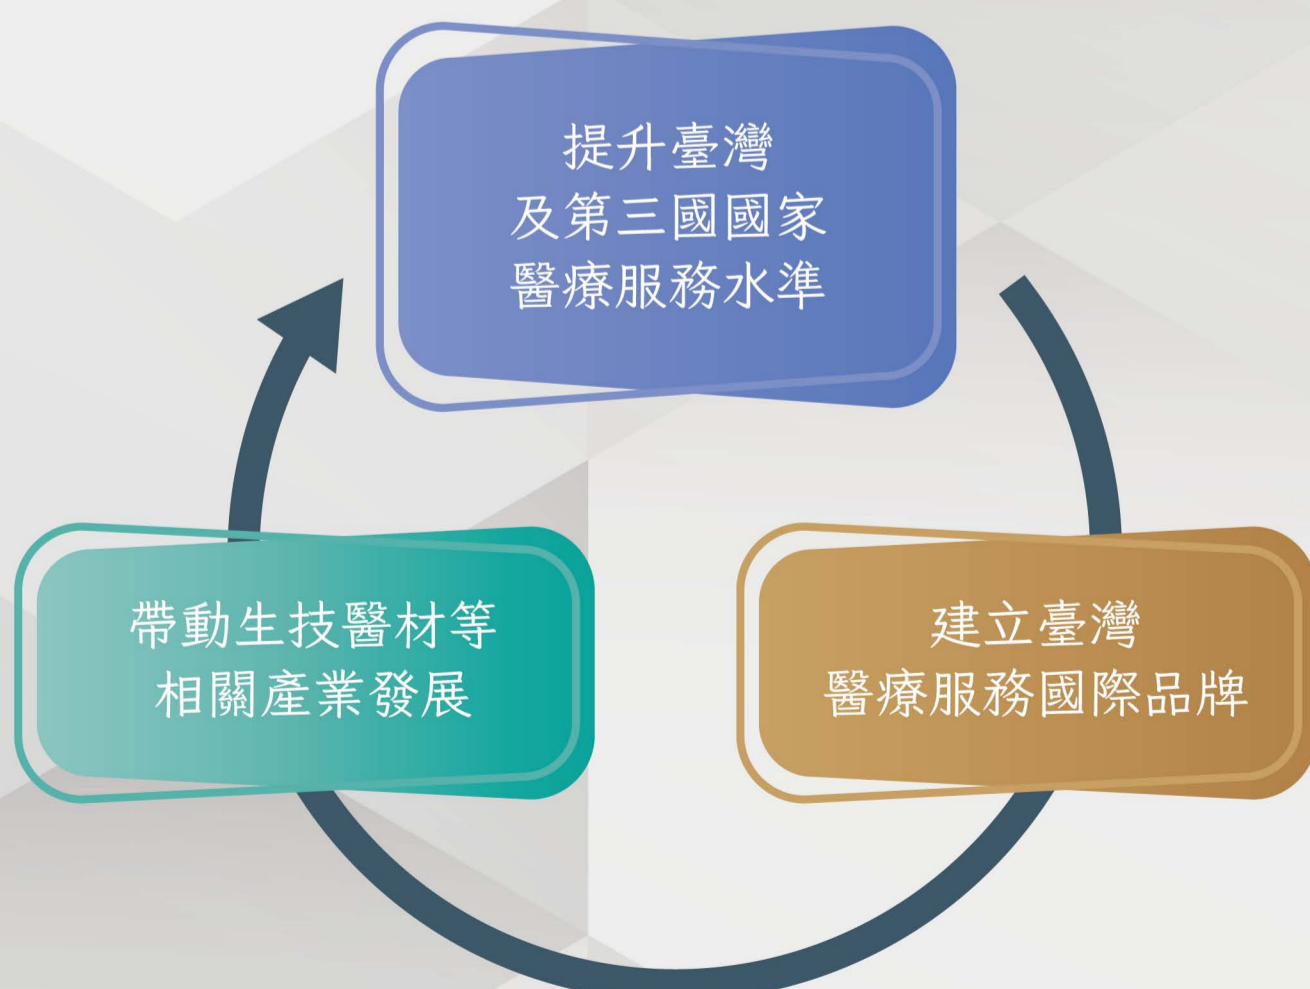 提升臺灣
及第三國國家
醫療服務水準
帶動生技醫材等
相關產業發展
建立臺灣
醫療服務國際品牌